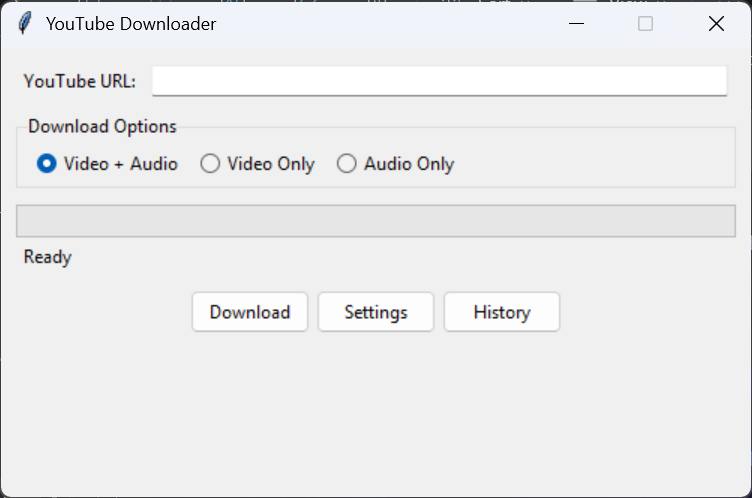 YouTube Downloader
YouTube URL:
Download Options
Video + Audio Video Only Audio Only
Ready
Download Settings History